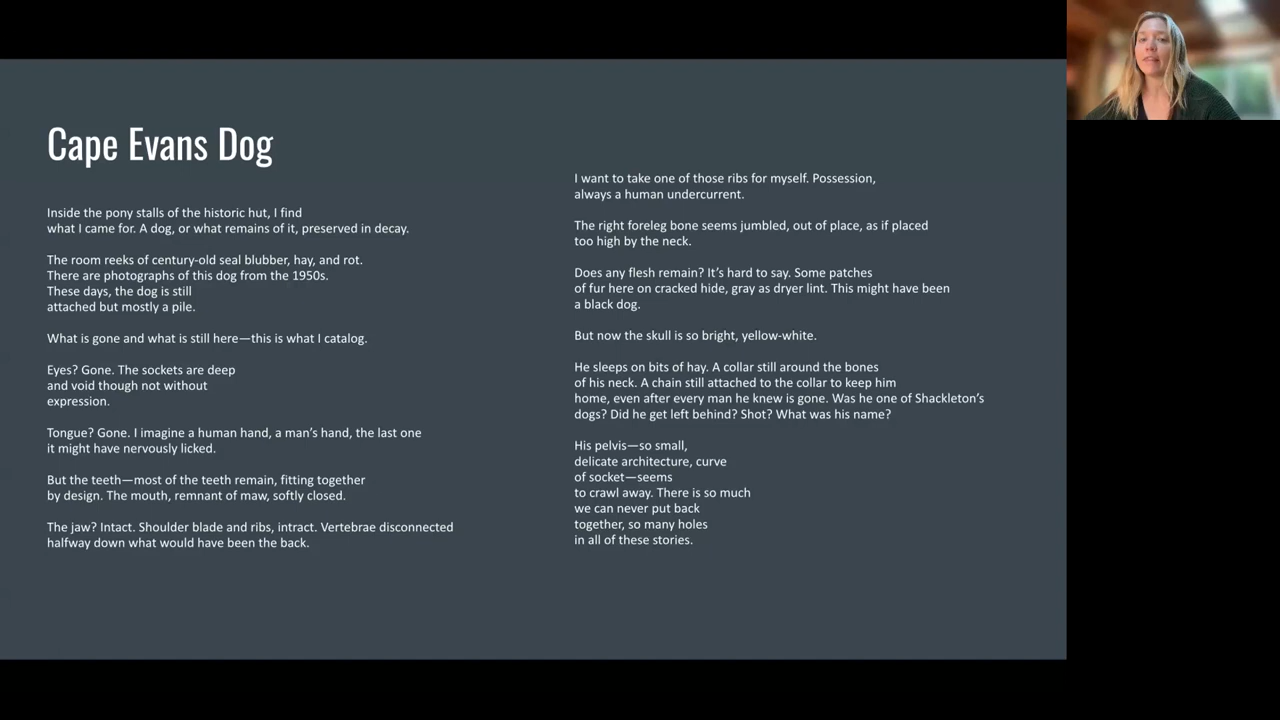 Cape Evans Dog
Inside the pony stalls of the historic hut, I find
what I came for. A dog, or what remains of it, preserved in decay.
The room reeks of century-old seal blubber, hay, and rot.
There are photographs of this dog from the 1950s.
These days, the dog is still
attached but mostly a pile.
What is gone and what is still here—this is what I catalog.
Eyes? Gone. The sockets are deep
and void though not without
expression.
Tongue? Gone. I imagine a human hand, a man’s hand, the last one
it might have nervously licked.
But the teeth—most of the teeth remain, fitting together
by design. The mouth, remnant of maw, softly closed.
The jaw? Intact. Shoulder blade and ribs, intract. Vertebrae disconnected
halfway down what would have been the back.
I want to take one of those ribs for myself. Possession,
always a human undercurrent.
The right foreleg bone seems jumbled, out of place, as if placed
too high by the neck.
Does any flesh remain? It’s hard to say. Some patches
of fur here on cracked hide, gray as dryer lint. This might have been
a black dog.
But now the skull is so bright, yellow-white.
He sleeps on bits of hay. A collar still around the bones
of his neck. A chain still attached to the collar to keep him
home, even after every man he knew is gone. Was he one of Shackleton’s
dogs? Did he get left behind? Shot? What was his name?
His pelvis—so small,
delicate architecture, curve
of socket—seems
to crawl away. There is so much
we can never put back
together, so many holes
in all of these stories.